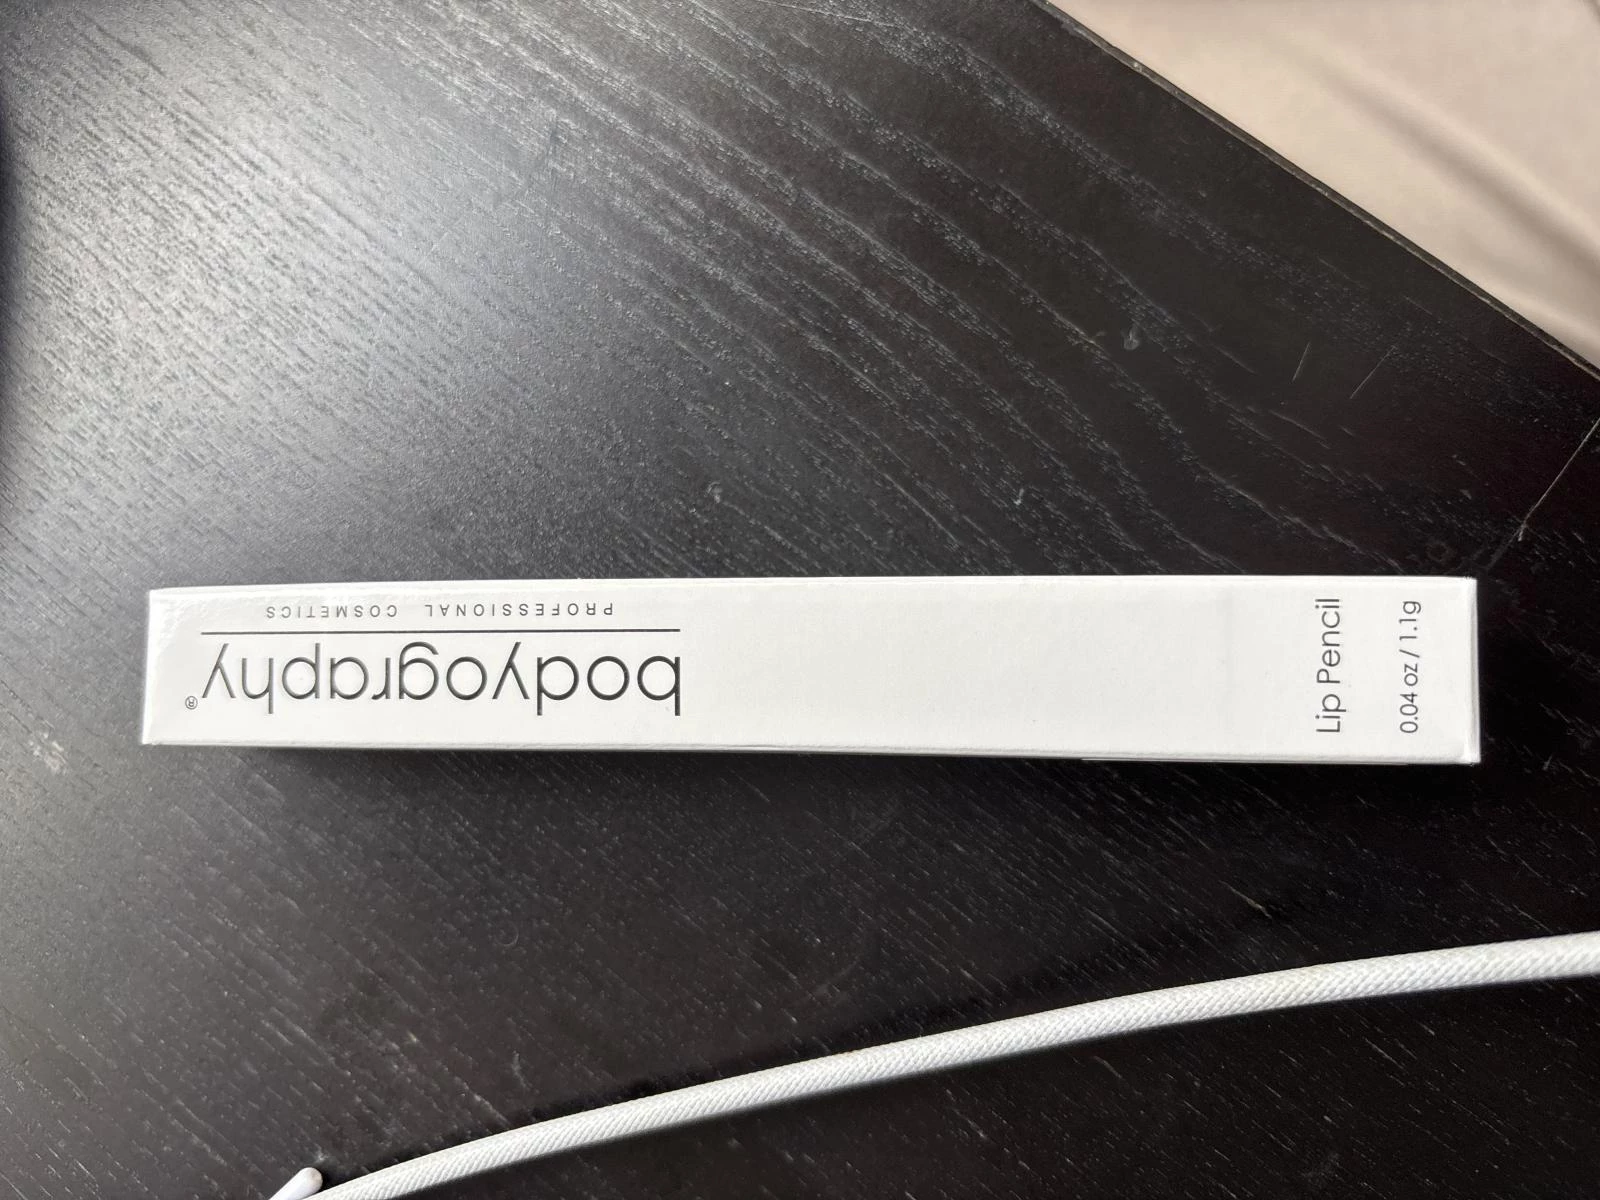 bodyography®
PROFESSIONAL COSMETICS
Lip Pencil
0.04 oz / 1.1g